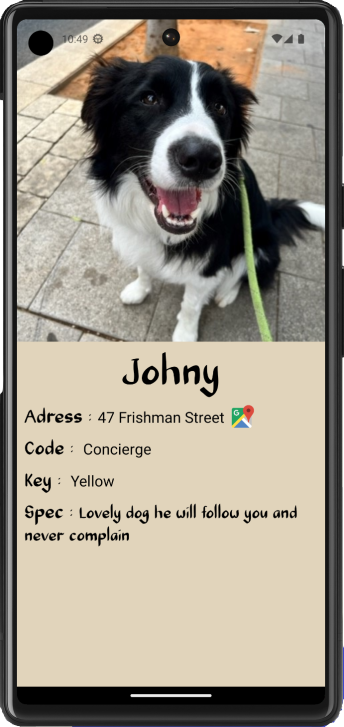 10:49
Johny
Adress : 47 Frishman Street
Code : Concierge
Key : Yellow
Spec : Lovely dog he will follow you and
never complain